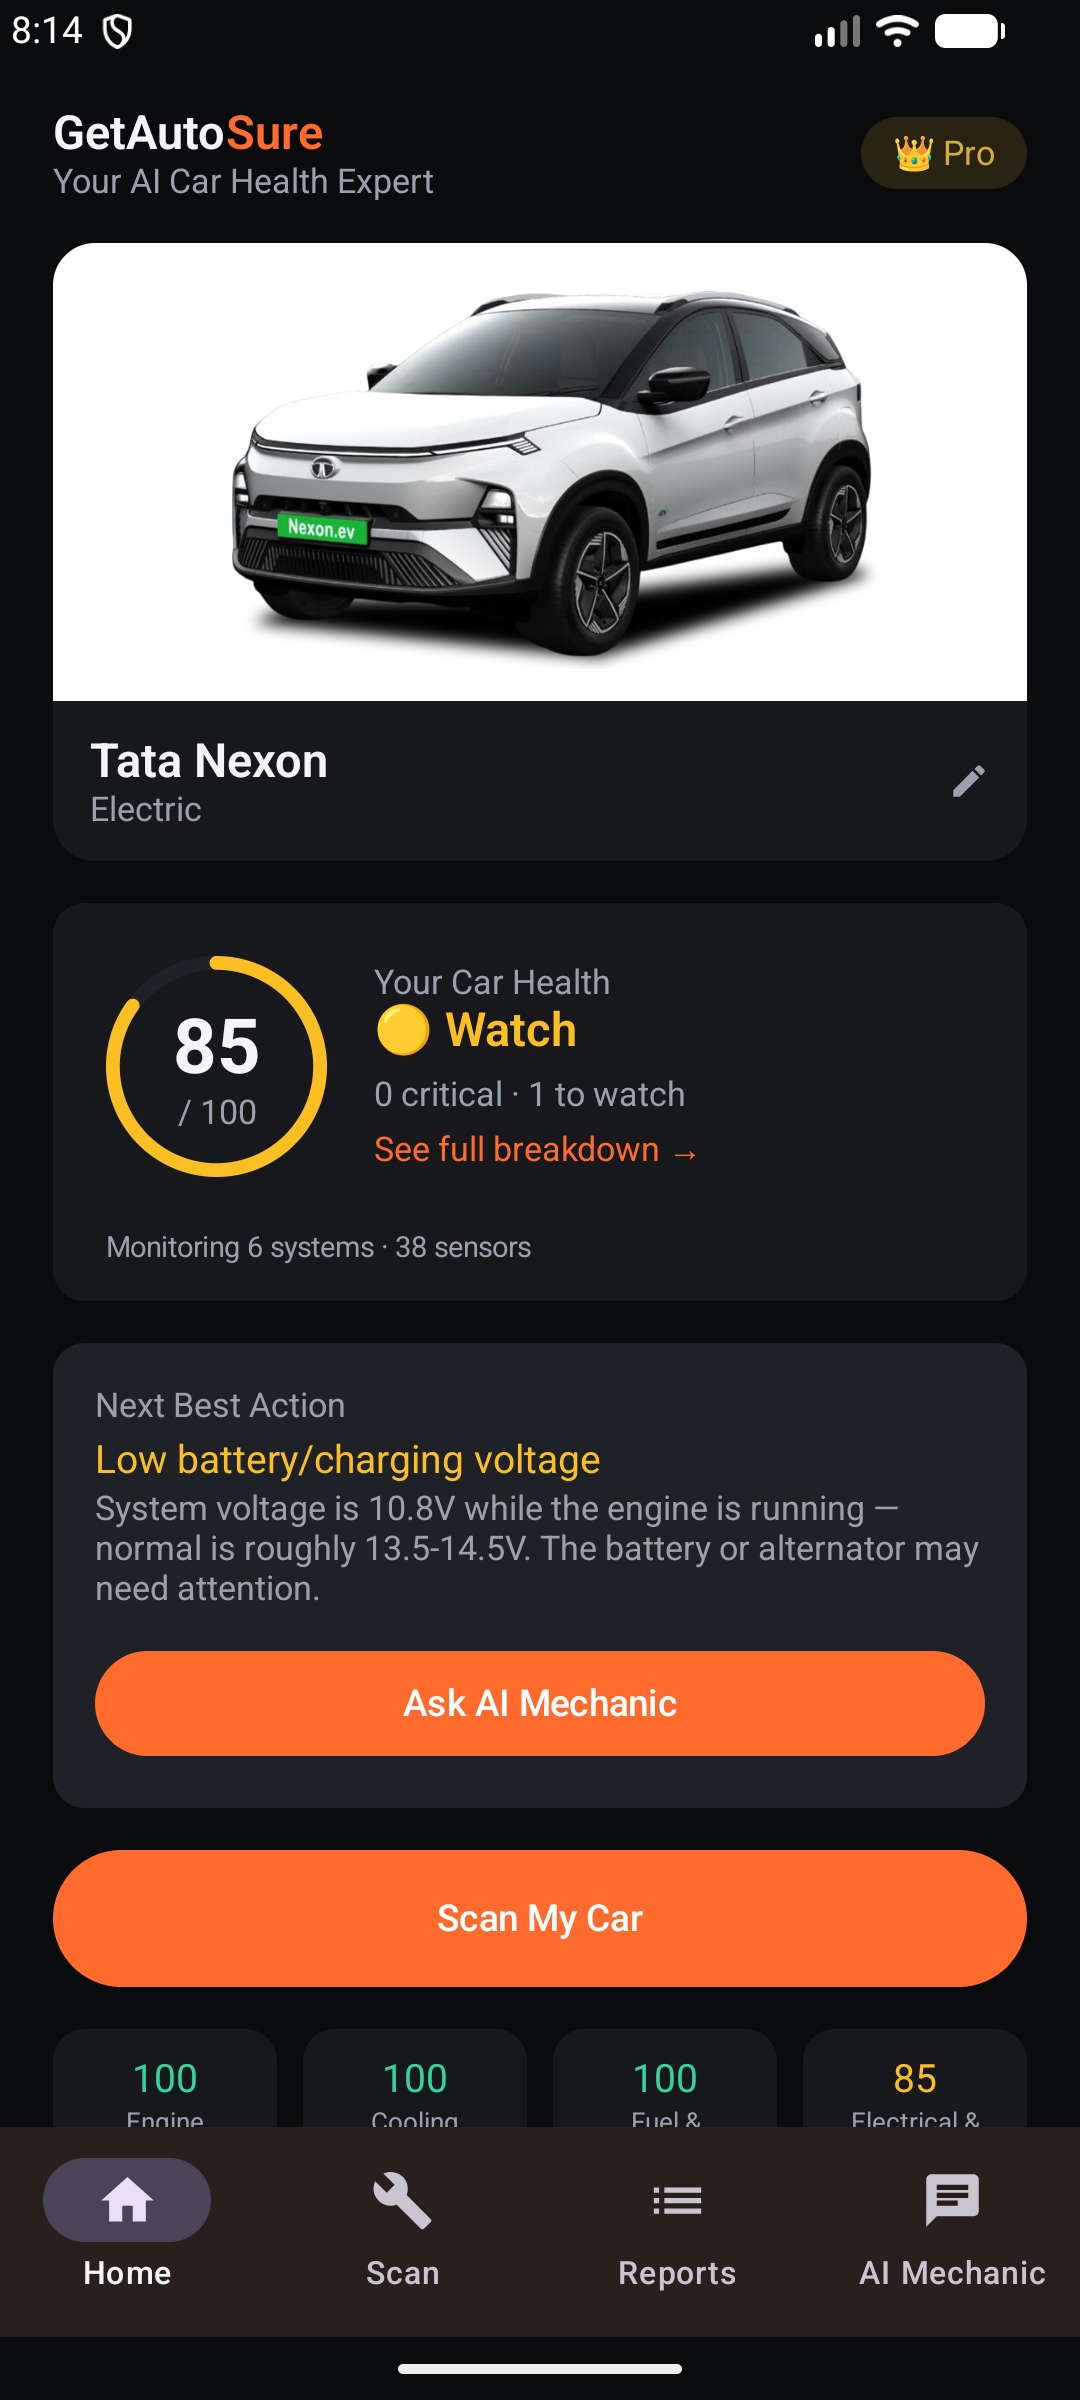 8:14
GetAutoSure
Your AI Car Health Expert
👑 Pro
Nexon.ev
Tata Nexon
Electric
85
/ 100
Your Car Health
🟡 Watch
0 critical · 1 to watch
See full breakdown →
Monitoring 6 systems · 38 sensors
Next Best Action
Low battery/charging voltage
System voltage is 10.8V while the engine is running —
normal is roughly 13.5-14.5V. The battery or alternator may
need attention.
Ask AI Mechanic
Scan My Car
100 100 100 85
Engine Cooling Fuel & Electrical &
Home Scan Reports AI Mechanic